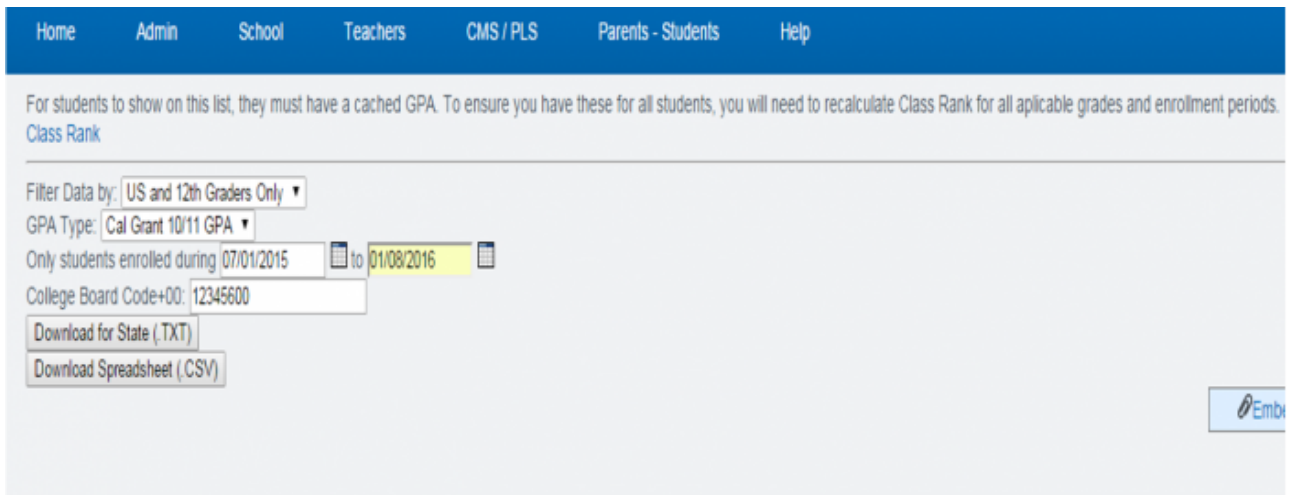 Home Admin School Teachers CMS / PLS Parents - Students Help
For students to show on this list, they must have a cached GPA. To ensure you have these for all students, you will need to recalculate Class Rank for all aplicable grades and enrollment periods.
Class Rank
Filter Data by: US and 12th Graders Only
GPA Type: Cal Grant 10/11 GPA
Only students enrolled during 07/01/2015 to 01/08/2016
College Board Code+00: 12345600
Download for State (.TXT)
Download Spreadsheet (.CSV)